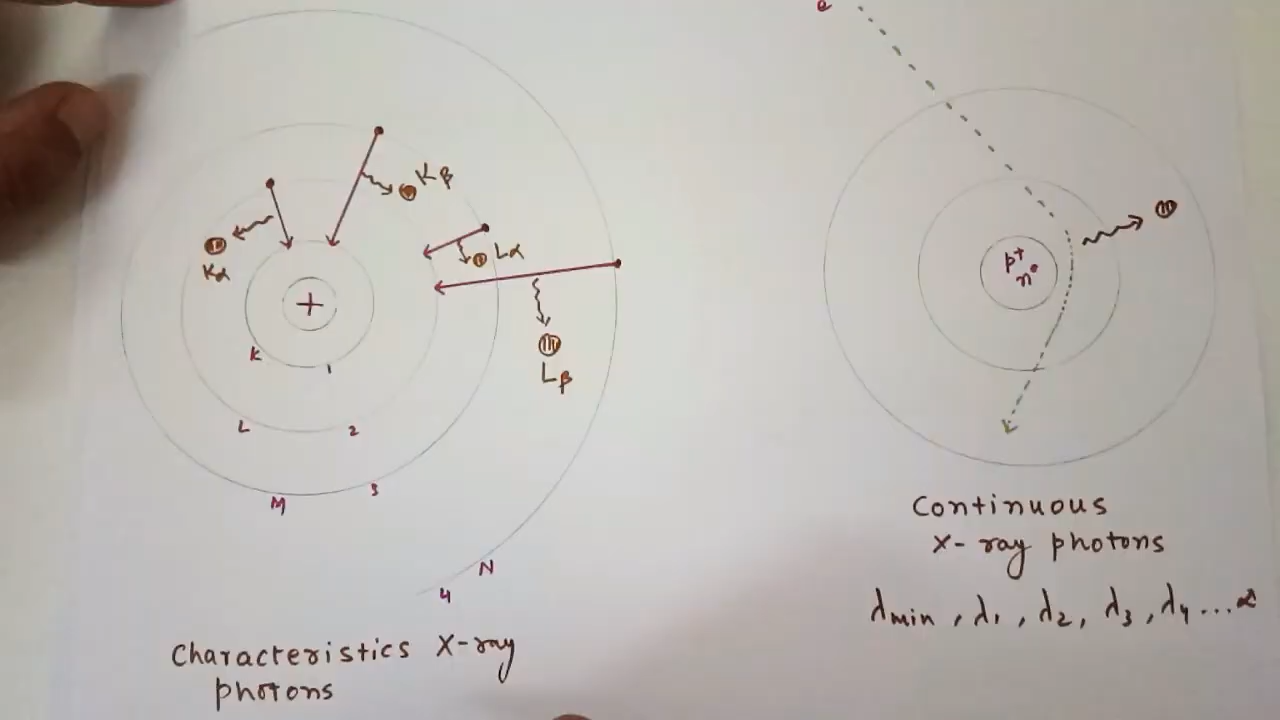 e
Kβ
Lα
Kα
+
p+
n°
K
1
Lβ
L
2
M
3
N
4
Continuous
X-ray photons
λmin, λ1, λ2, λ3, λ4...∝
Characteristics X-ray
photons